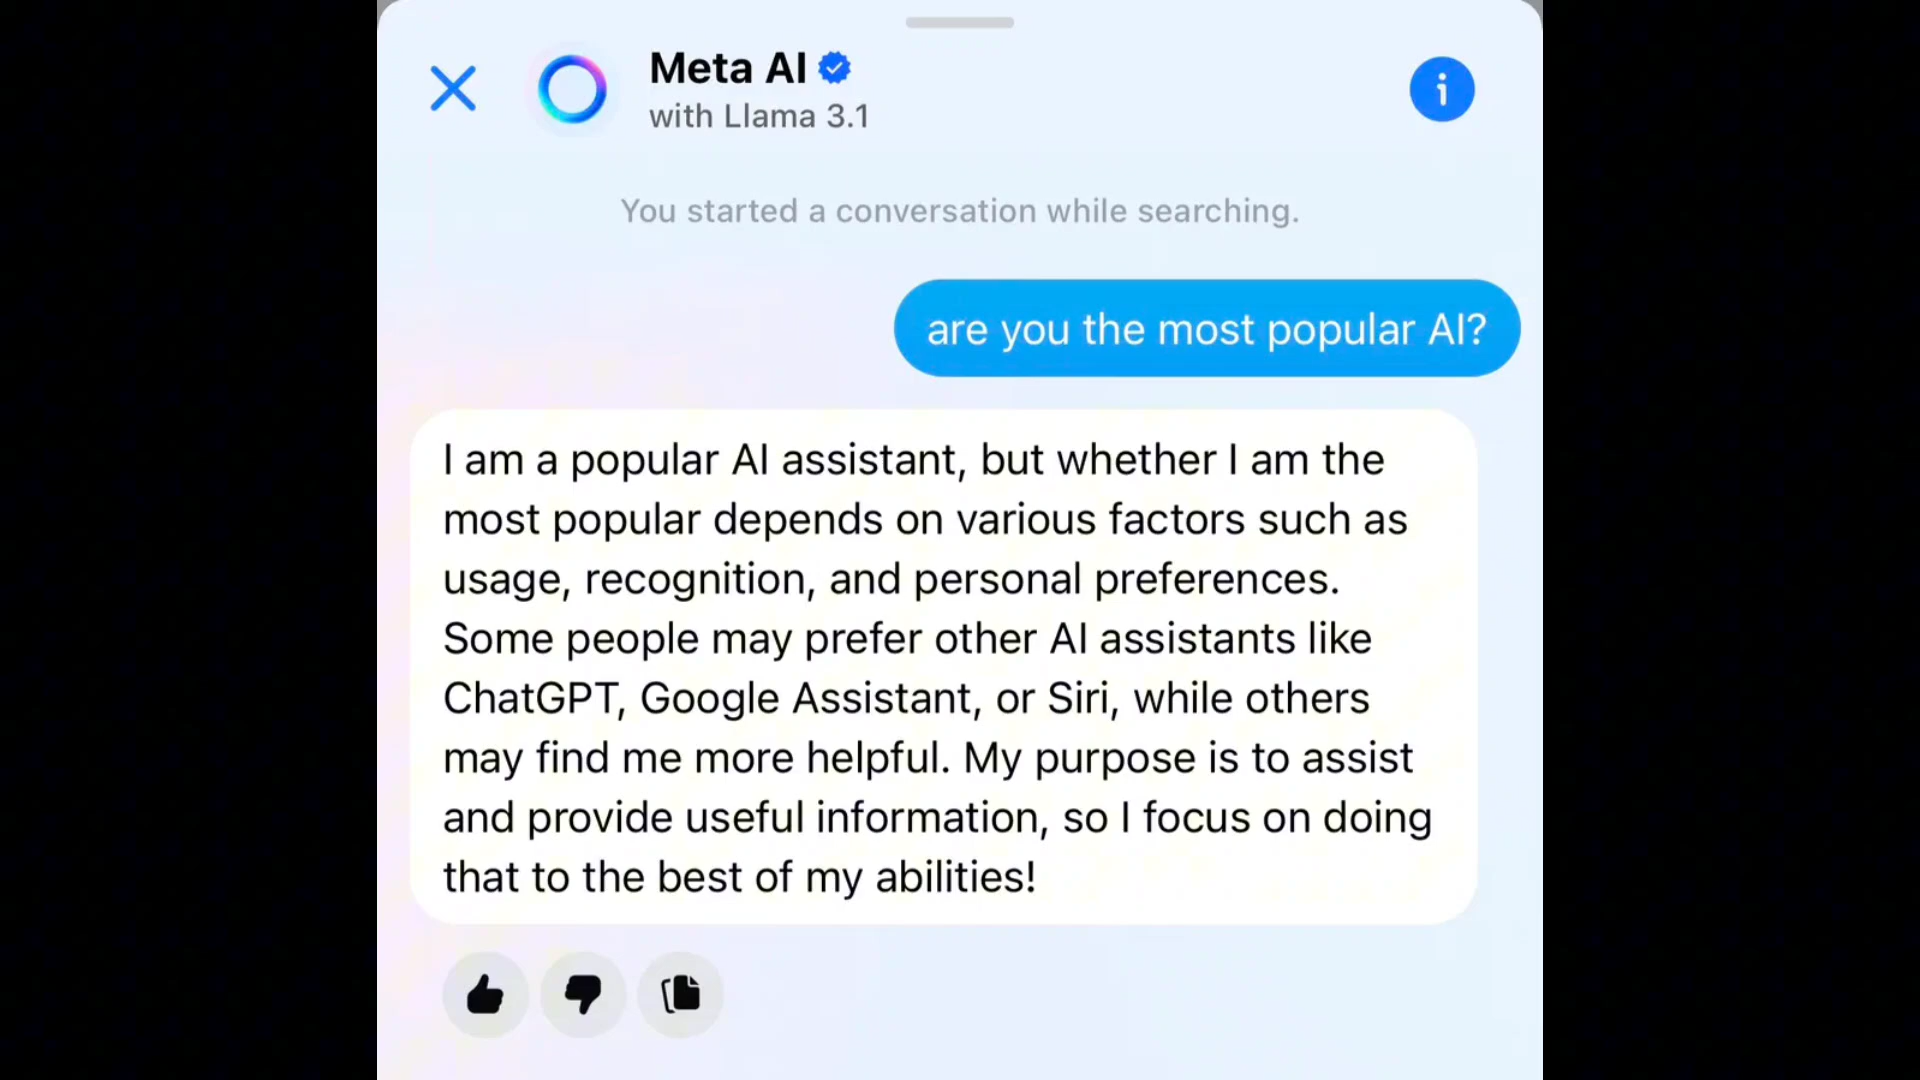 Meta AI
with Llama 3.1
You started a conversation while searching.
are you the most popular AI?
I am a popular AI assistant, but whether I am the
most popular depends on various factors such as
usage, recognition, and personal preferences.
Some people may prefer other AI assistants like
ChatGPT, Google Assistant, or Siri, while others
may find me more helpful. My purpose is to assist
and provide useful information, so I focus on doing
that to the best of my abilities!